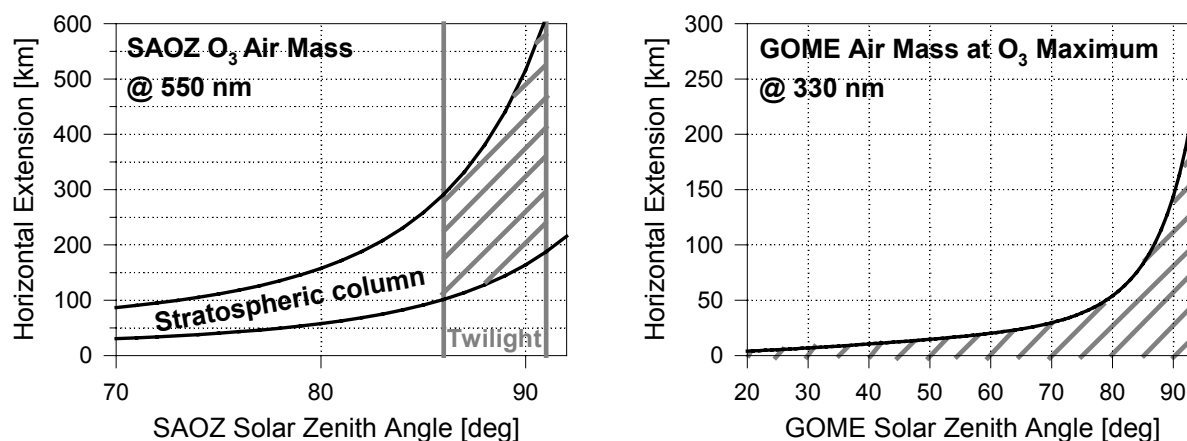 SAOZ O₃ Air Mass
@ 550 nm
Horizontal Extension [km]
600
500
400
300
200
100
0
Stratospheric column
Twilight
70
80
90
SAOZ Solar Zenith Angle [deg]
GOME Air Mass at O₃ Maximum
@ 330 nm
Horizontal Extension [km]
300
250
200
150
100
50
0
20 30 40 50 60 70 80 90
GOME Solar Zenith Angle [deg]